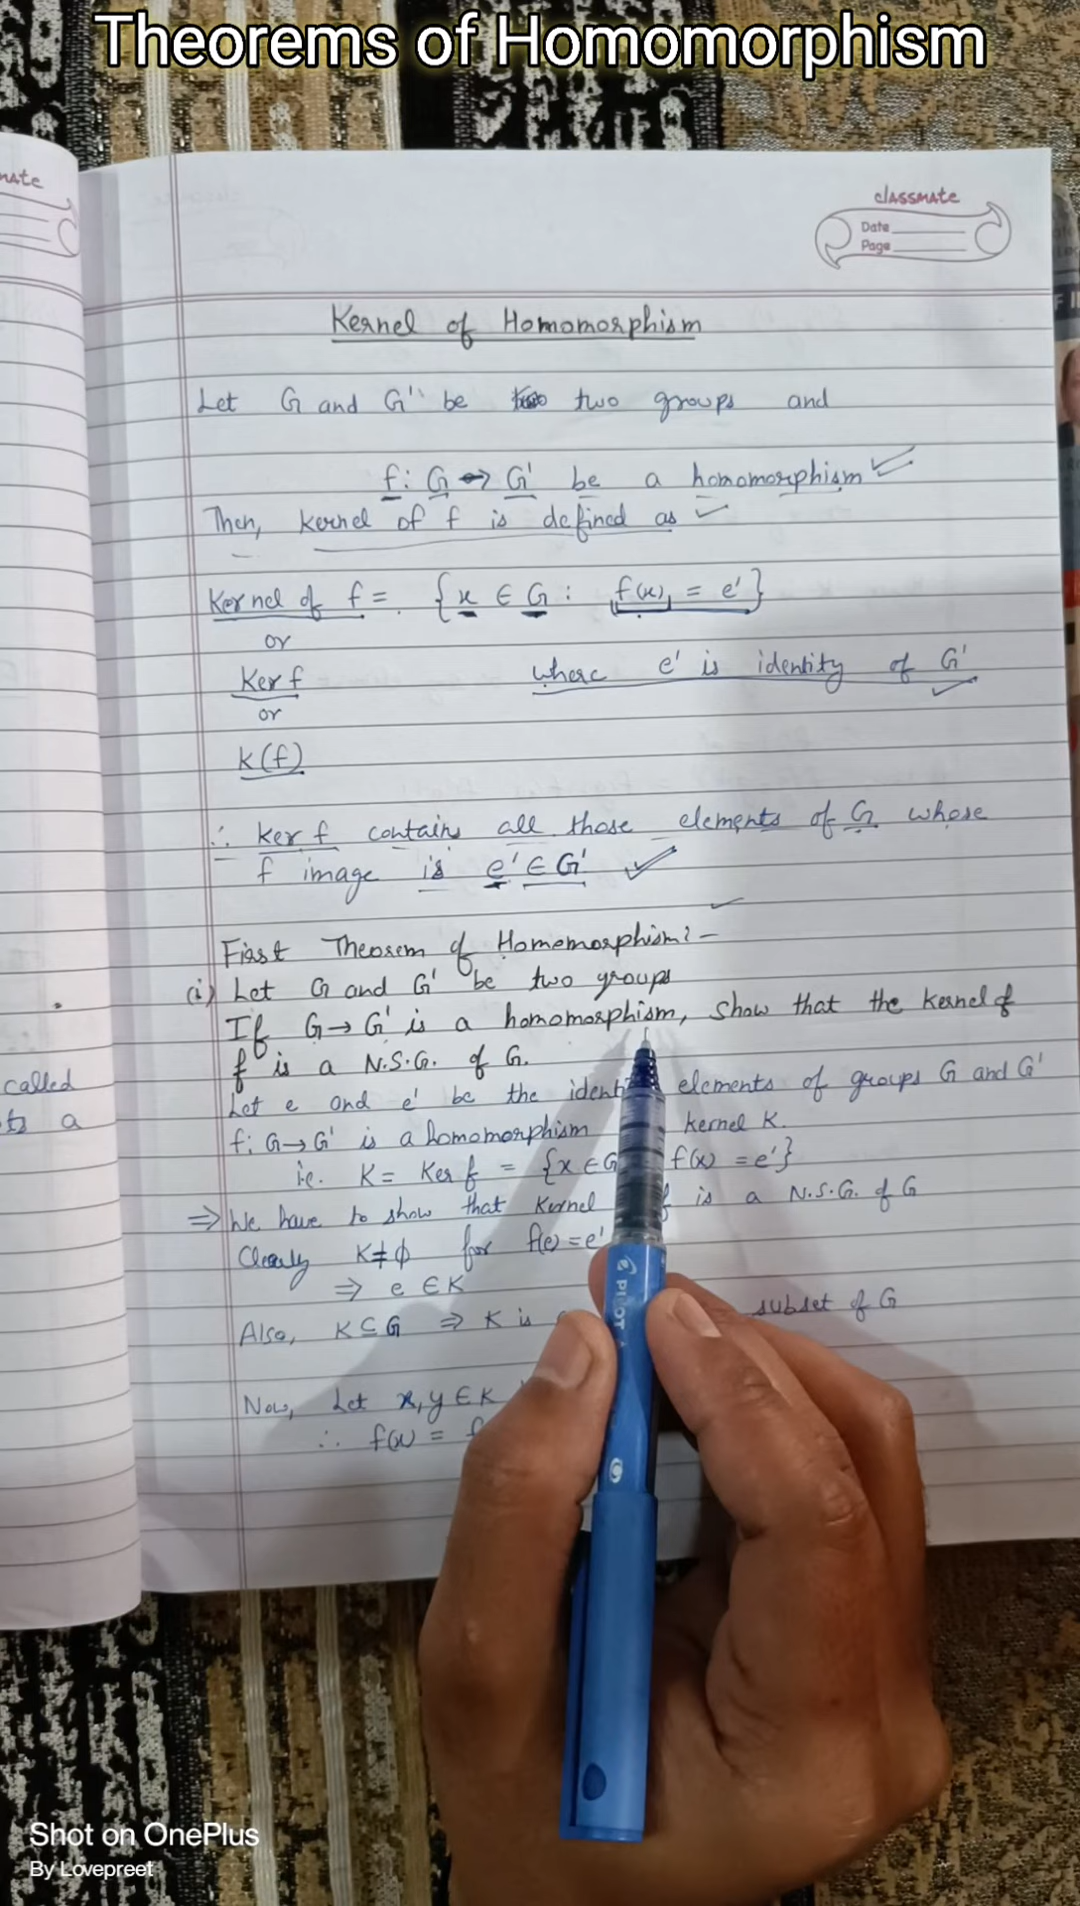 Theorems of Homomorphism
mate
classmate
Date
Page
Kernel of Homomorphism
Let G and G' be two groups and
f: G → G' be a homomorphism
Then, kernel of f is defined as
Kernel of f = {x ∈ G : f(x) = e'}
or
Ker f where e' is identity of G'
or
K(f)
∴ Ker f contains all those elements of G whose
f image is e' ∈ G'
First Theorem of Homomorphism:-
(i) Let G and G' be two groups
If G → G' is a homomorphism, show that the kernel of
f is a N.S.G. of G.
called
Let e and e' be the elements of groups G and G'
a
f: G → G' is a homomorphism kernel K.
i.e. K = Ker f = {x ∈ G f(x) = e'}
⇒ We have to show that Kernel f is a N.S.G. of G
Clearly K ≠ ϕ for f(e) = e'
⇒ e ∈ K
Also, K ⊆ G ⇒ K is subset of G
Now, Let x, y ∈ K
∴ f(x) =
PILOT
Shot on OnePlus
By Lovepreet